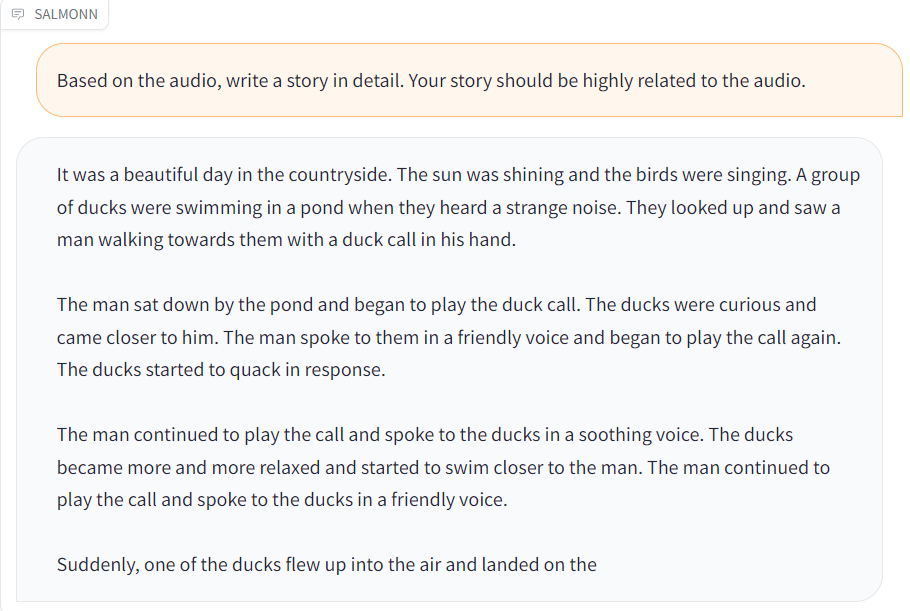 SALMONN
Based on the audio, write a story in detail. Your story should be highly related to the audio.
It was a beautiful day in the countryside. The sun was shining and the birds were singing. A group
of ducks were swimming in a pond when they heard a strange noise. They looked up and saw a
man walking towards them with a duck call in his hand.
The man sat down by the pond and began to play the duck call. The ducks were curious and
came closer to him. The man spoke to them in a friendly voice and began to play the call again.
The ducks started to quack in response.
The man continued to play the call and spoke to the ducks in a soothing voice. The ducks
became more and more relaxed and started to swim closer to the man. The man continued to
play the call and spoke to the ducks in a friendly voice.
Suddenly, one of the ducks flew up into the air and landed on the